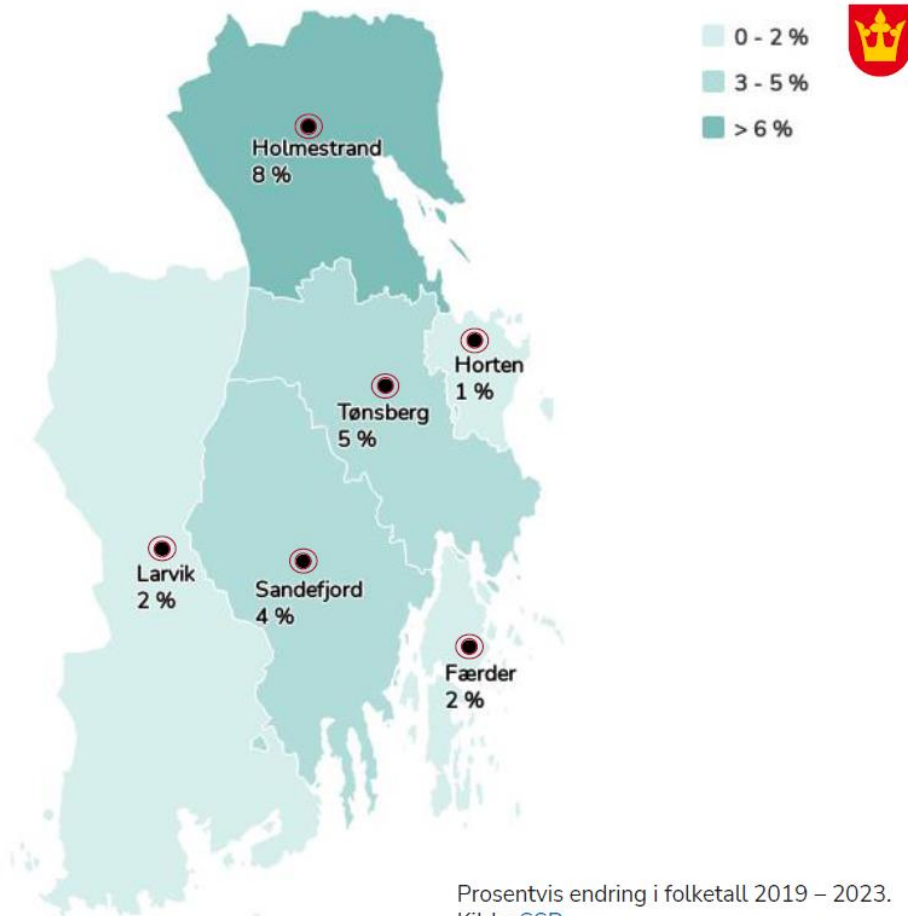 0 - 2 %
3 - 5 %
> 6 %
Holmestrand
8 %
Horten
1 %
Tønsberg
5 %
Larvik
2 %
Sandefjord
4 %
Færder
2 %
Prosentvis endring i folketall 2019 – 2023.